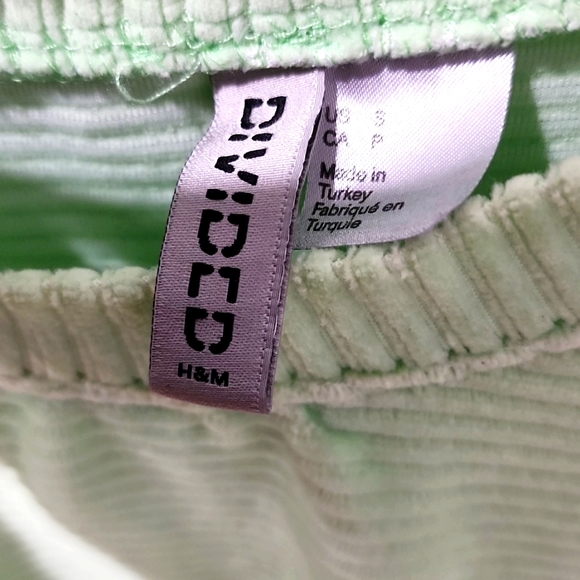 DIVIDED
H&M
US S
CA P
Made in
Turkey
Fabriqué en
Turquie